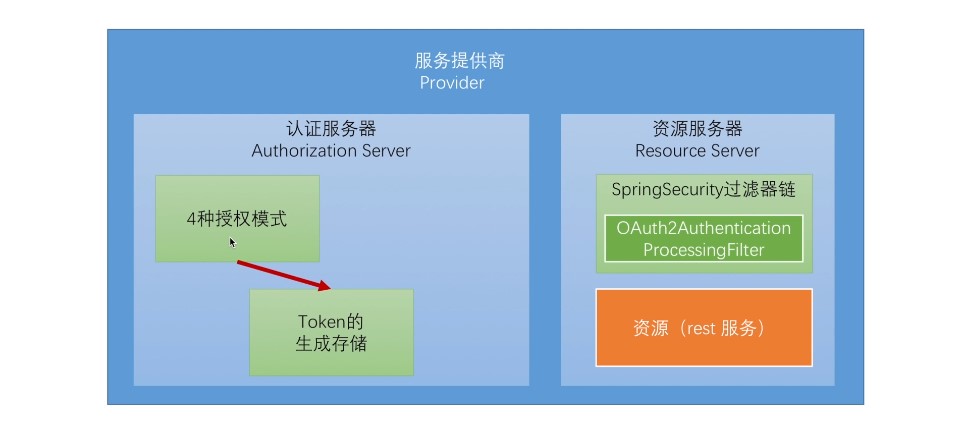 服务提供商
Provider
认证服务器
Authorization Server
4种授权模式
Token的
生成存储
资源服务器
Resource Server
SpringSecurity过滤器链
OAuth2Authentication
ProcessingFilter
资源（rest 服务）